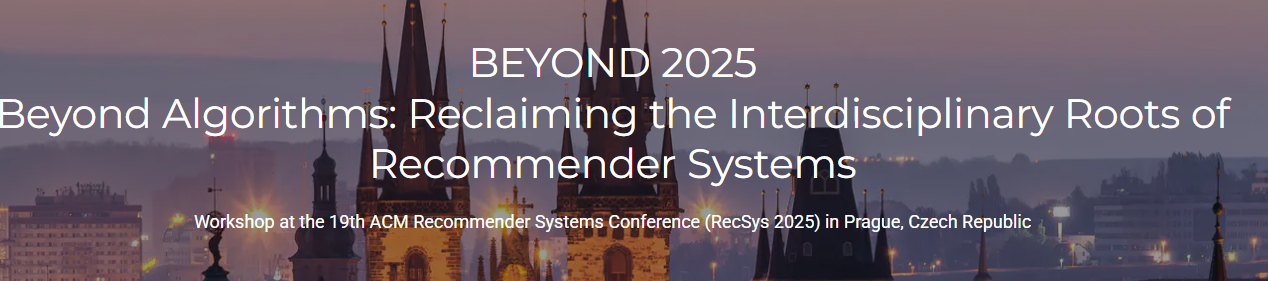 BEYOND 2025
Beyond Algorithms: Reclaiming the Interdisciplinary Roots of
Recommender Systems
Workshop at the 19th ACM Recommender Systems Conference (RecSys 2025) in Prague, Czech Republic